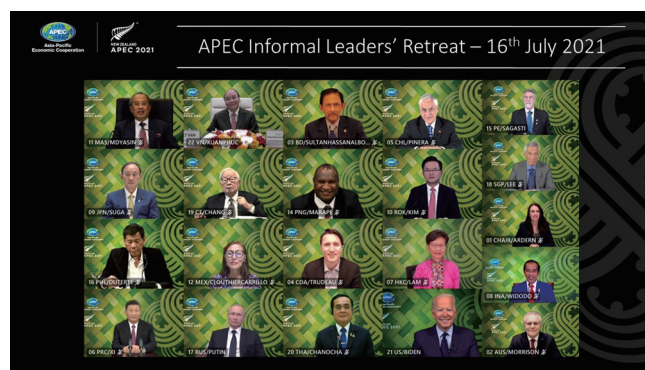 APEC
Asia-Pacific
Economic Cooperation
NEW ZEALAND
APEC 2021
APEC Informal Leaders' Retreat – 16th July 2021
11 MAS/MDYASIN
22 VN/XUANPHUC
03 BD/SULTANHASSANALBO...
05 CHL/PINERA
15 PE/SAGASTI
09 JPN/SUGA
19 CT/CHANG
14 PNG/MARAPE
10 ROK/KIM
18 SGP/LEE
01 CHAIR/ARDERN
16 PHI/DUTERTE
12 MEX/CLOUTHIERCARRILLO
04 CDA/TRUDEAU
07 HKC/LAM
08 INA/WIDODO
06 PRC/XI
17 RUS/PUTIN
20 THA/CHANOCHA
21 US/BIDEN
02 AUS/MORRISON